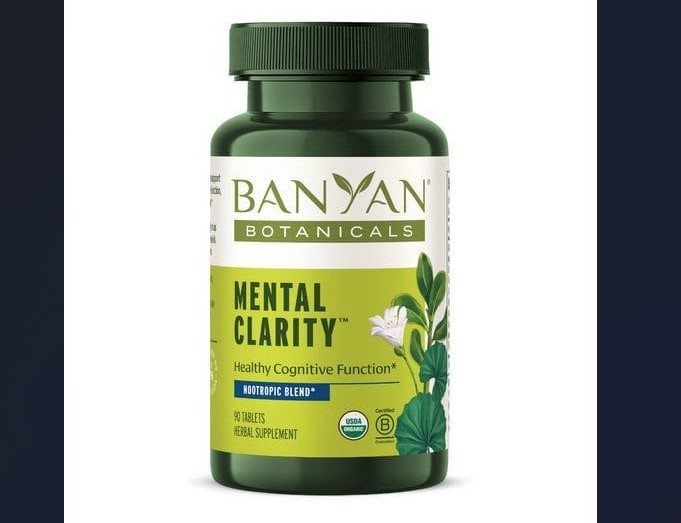 BANYAN®
BOTANICALS
MENTAL
CLARITY™
Healthy Cognitive Function*
NOOTROPIC BLEND*
90 TABLETS
HERBAL SUPPLEMENT
USDA
ORGANIC
Certified
B
Corporation